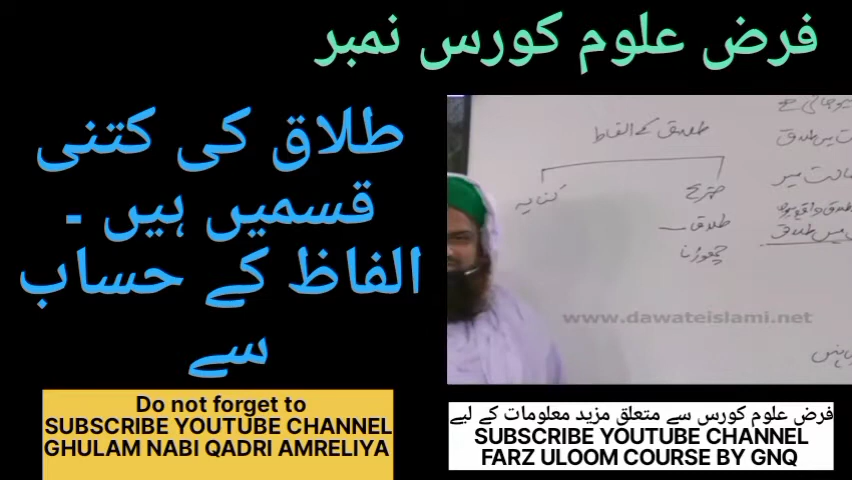 فرض علوم کورس نمبر
طلاق کی کتنی
قسمیں ہیں ۔
الفاظ کے حساب
سے
طلاق کے الفاظ
صریح
کنایہ
طلاق
چھوڑنا
www.dawateislami.net
Do not forget to
SUBSCRIBE YOUTUBE CHANNEL
GHULAM NABI QADRI AMRELIYA
فرض علوم کورس سے متعلق مزید معلومات کے لیے
SUBSCRIBE YOUTUBE CHANNEL
FARZ ULOOM COURSE BY GNQ